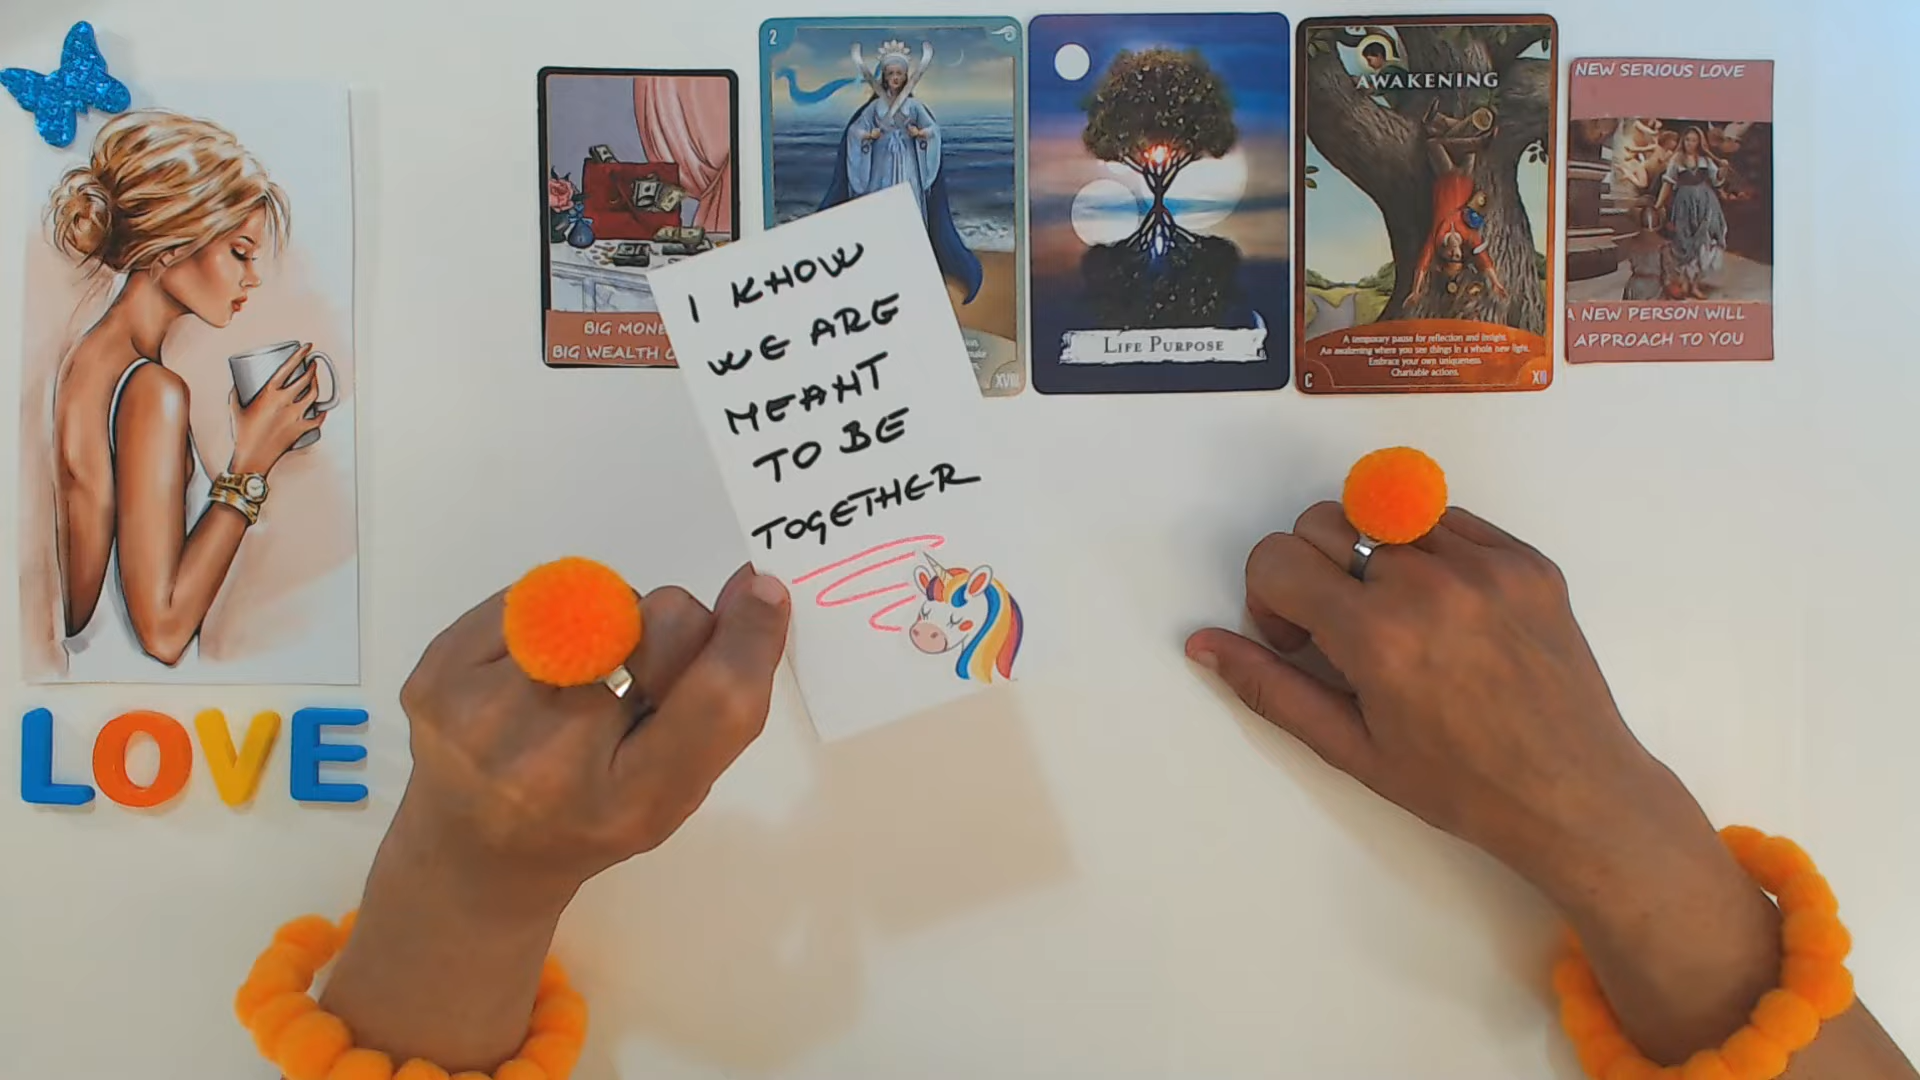 2
AWAKENING
NEW SERIOUS LOVE
I KNOW
WE ARE
MEANT
TO BE
TOGETHER
BIG WEALTH
XVIII
LIFE PURPOSE
A temporary pause for reflection and insight.
An awakening where you see things in a whole new light.
Embrace your own uniqueness.
Charitable actions.
C
XII
A NEW PERSON WILL
APPROACH TO YOU
BIG
LOVE